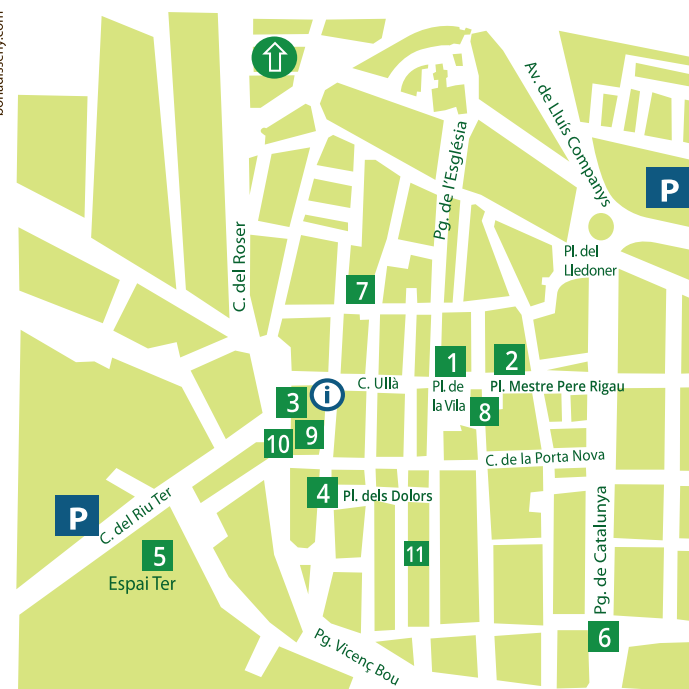 Av. de Lluís Companys
Pg. de l'Església
P
C. del Roser
Pl. del
Lledoner
7
1
2
C. Ullà
Pl. de
la Vila
Pl. Mestre Pere Rigau
i
3
8
9
10
C. de la Porta Nova
4
Pl. dels Dolors
P
C. del Riu Ter
5
Espai Ter
11
Pg. de Catalunya
6
Pg. Vicenç Bou